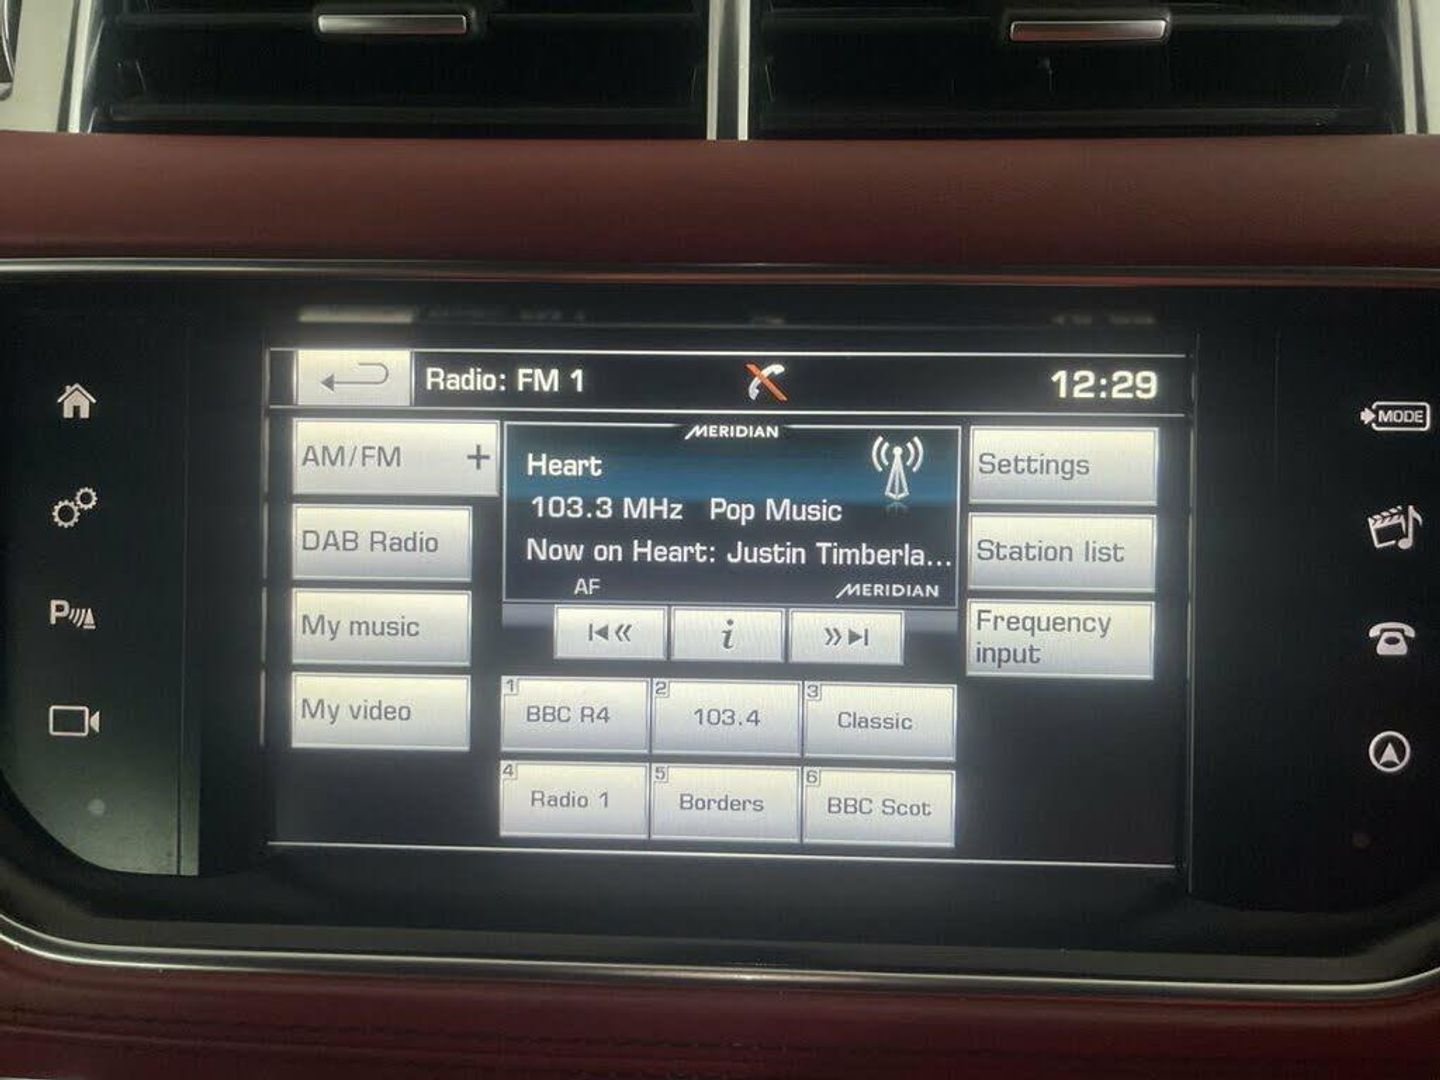 Radio: FM 1
12:29
MODE
AM/FM +
MERIDIAN
Heart
Settings
103.3 MHz Pop Music
DAB Radio
Now on Heart: Justin Timberla...
Station list
AF
MERIDIAN
P
My music
i
Frequency
input
My video
1
BBC R4
2
103.4
3
Classic
4
Radio 1
5
Borders
6
BBC Scot